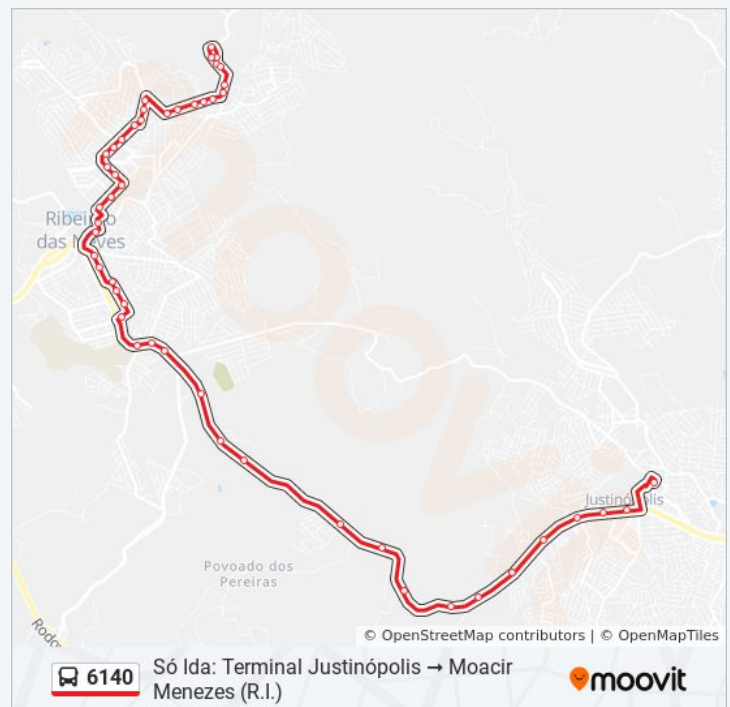 Ribeirão
das Neves
Justinópolis
Povoado dos
Pereiras
© OpenStreetMap contributors | © OpenMapTiles
6140
Só Ida: Terminal Justinópolis → Moacir
Menezes (R.I.)
moovit